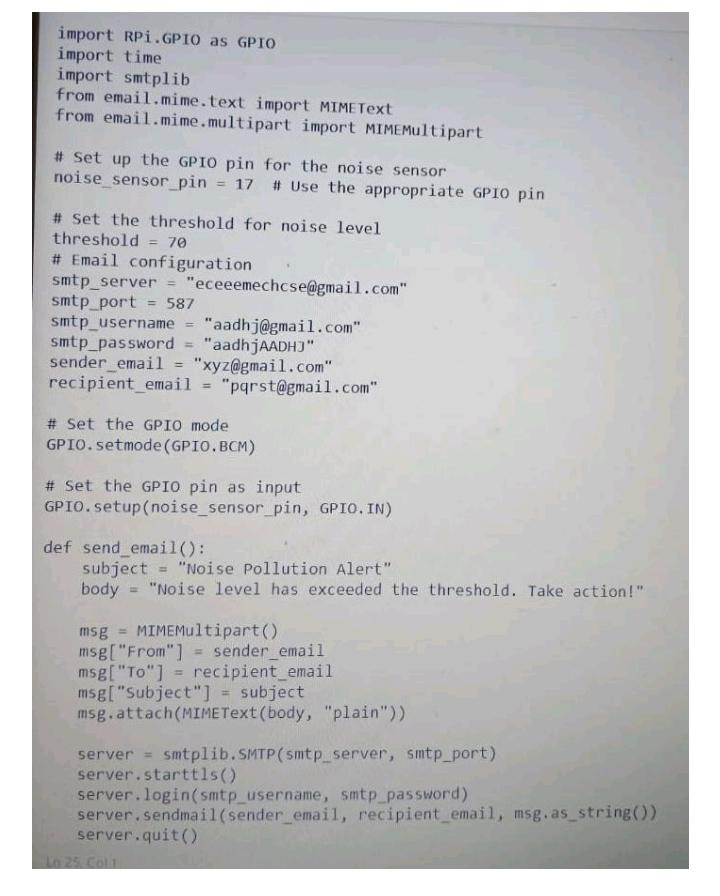 import RPi.GPIO as GPIO
import time
import smtplib
from email.mime.text import MIMEText
from email.mime.multipart import MIMEMultipart
# Set up the GPIO pin for the noise sensor
noise_sensor_pin = 17  # Use the appropriate GPIO pin
# Set the threshold for noise level
threshold = 70
# Email configuration
smtp_server = "eceeemechcse@gmail.com"
smtp_port = 587
smtp_username = "aadhj@gmail.com"
smtp_password = "aadhjAADHJ"
sender_email = "xyz@gmail.com"
recipient_email = "pqrst@gmail.com"
# Set the GPIO mode
GPIO.setmode(GPIO.BCM)
# Set the GPIO pin as input
GPIO.setup(noise_sensor_pin, GPIO.IN)
def send_email():
    subject = "Noise Pollution Alert"
    body = "Noise level has exceeded the threshold. Take action!"
    msg = MIMEMultipart()
    msg["From"] = sender_email
    msg["To"] = recipient_email
    msg["Subject"] = subject
    msg.attach(MIMEText(body, "plain"))
    server = smtplib.SMTP(smtp_server, smtp_port)
    server.starttls()
    server.login(smtp_username, smtp_password)
    server.sendmail(sender_email, recipient_email, msg.as_string())
    server.quit()
Ln 25, Col 1